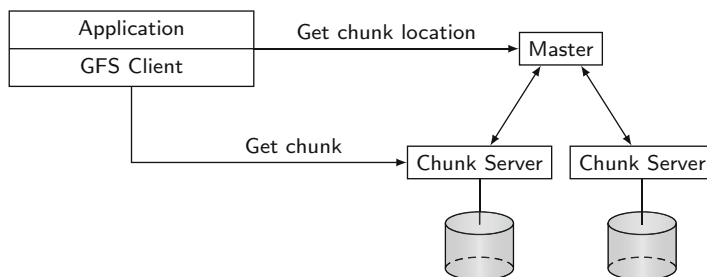 Application
Get chunk location
Master
GFS Client
Get chunk
Chunk Server
Chunk Server